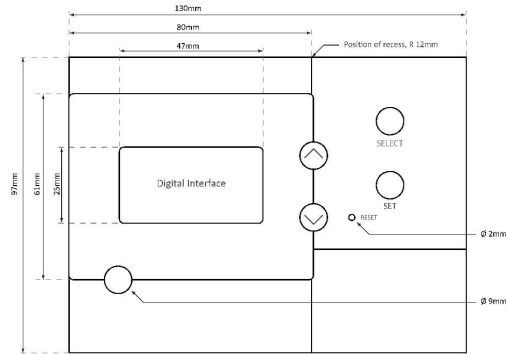 130mm
80mm
47mm
Position of recess, R 12mm
97mm
61mm
25mm
Digital Interface
SELECT
SET
RESET
Ø 2mm
Ø 9mm